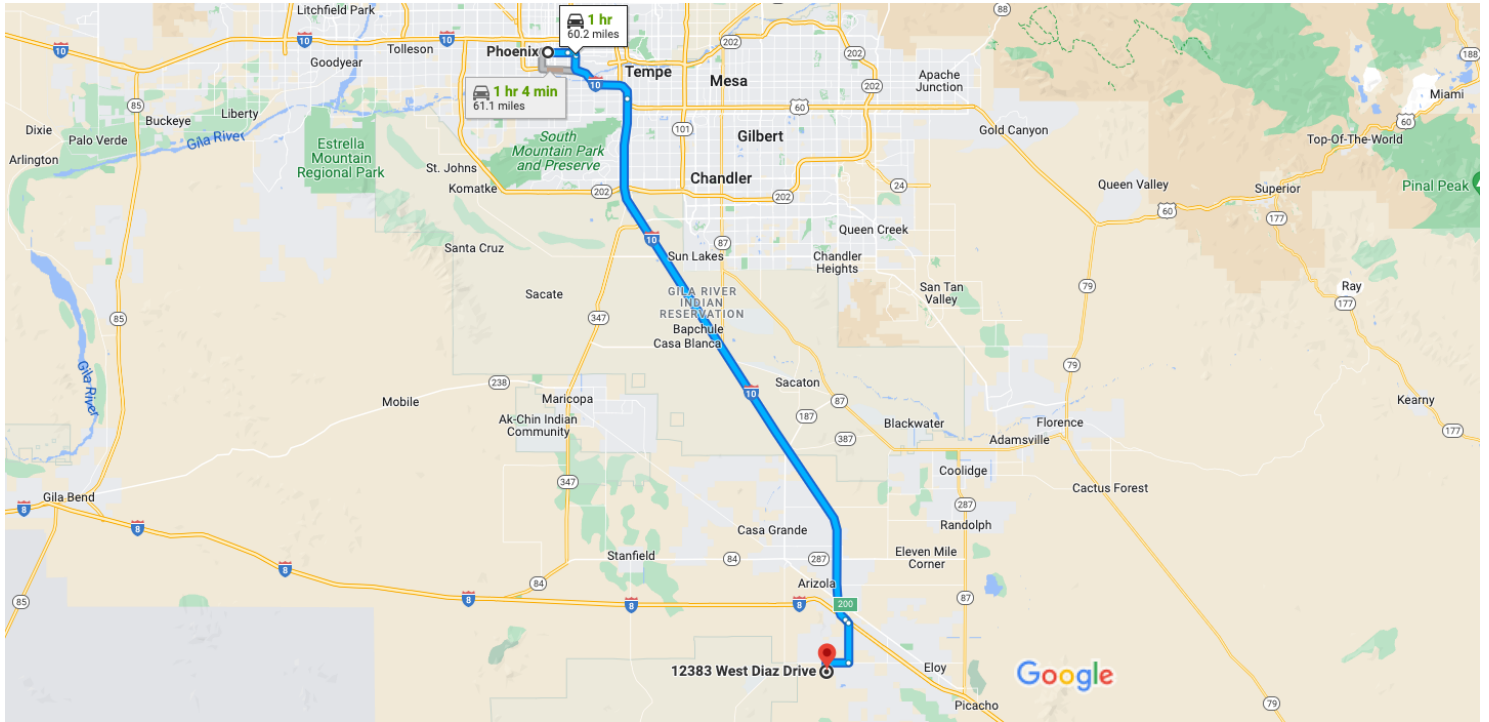 Litchfield Park
88
1 hr
60.2 miles
202
202
10
10
Tolleson
10
Phoenix
Goodyear
188
Tempe
Mesa
Apache
Junction
10
1 hr 4 min
61.1 miles
202
Miami
85
Liberty
Buckeye
60
60
Dixie
Palo Verde
Gila River
101
Gilbert
Gold Canyon
Top-Of-The-World
Estrella
Mountain
Regional Park
South
Mountain Park
and Preserve
Arlington
St. Johns
Komatke
202
Chandler
202
24
Queen Valley
Superior
Pinal Peak
60
177
Queen Creek
10
87
Santa Cruz
Sun Lakes
Chandler
Heights
San Tan
Valley
Ray
79
177
Sacate
GILA RIVER
INDIAN
RESERVATION
85
347
Bapchule
Casa Blanca
Gila River
79
238
Sacaton
10
87
Mobile
Maricopa
Kearny
Ak-Chin Indian
Community
187
387
Blackwater
Florence
Adamsville
177
Coolidge
347
Cactus Forest
Gila Bend
8
8
287
Randolph
Casa Grande
Stanfield
84
287
Eleven Mile
Corner
8
84
Arizola
85
8
8
8
200
87
12383 West Diaz Drive
Eloy
Google
Picacho
79